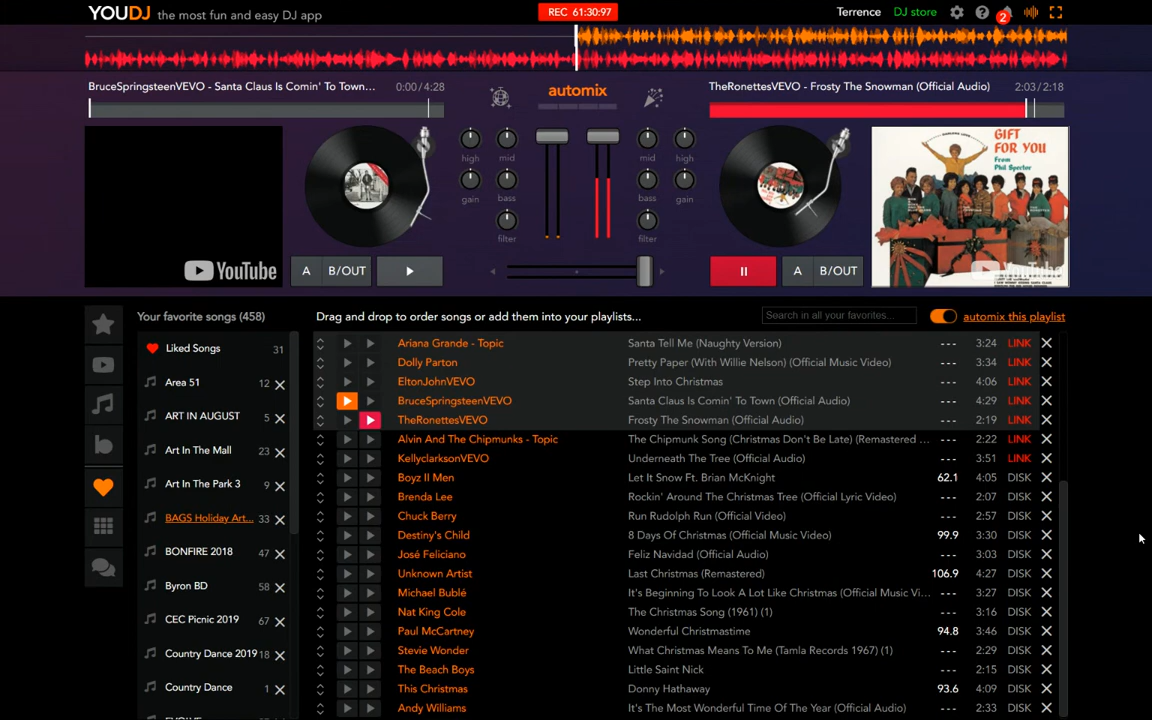 YOUDJ the most fun and easy DJ app
REC 61:30:97
Terrence DJ store
2
BruceSpringsteenVEVO - Santa Claus Is Comin' To Town... 0:00/4:28
automix
TheRonettesVEVO - Frosty The Snowman (Official Audio) 2:03/2:18
high mid mid high
gain bass bass gain
filter filter
YouTube
A B/OUT
A B/OUT
GIFT
FOR YOU
From
Phil Spector
YouTube
Your favorite songs (458)
Drag and drop to order songs or add them into your playlists...
Search in all your favorites...
automix this playlist
Liked Songs 31
Area 51 12
ART IN AUGUST 5
Art In The Mall 23
Art In The Park 3 9
BAGS Holiday Art... 33
BONFIRE 2018 47
Byron BD 58
CEC Picnic 2019 67
Country Dance 2019 18
Country Dance 1
EVOLVE
Ariana Grande - Topic Santa Tell Me (Naughty Version) --- 3:24 LINK
Dolly Parton Pretty Paper (With Willie Nelson) (Official Music Video) --- 3:34 LINK
EltonJohnVEVO Step Into Christmas --- 4:06 LINK
BruceSpringsteenVEVO Santa Claus Is Comin' To Town (Official Audio) --- 4:29 LINK
TheRonettesVEVO Frosty The Snowman (Official Audio) --- 2:19 LINK
Alvin And The Chipmunks - Topic The Chipmunk Song (Christmas Don't Be Late) (Remastered ... --- 2:22 LINK
KellyclarksonVEVO Underneath The Tree (Official Audio) --- 3:51 LINK
Boyz II Men Let It Snow Ft. Brian McKnight 62.1 4:05 DISK
Brenda Lee Rockin' Around The Christmas Tree (Official Lyric Video) --- 2:07 DISK
Chuck Berry Run Rudolph Run (Official Video) --- 2:57 DISK
Destiny's Child 8 Days Of Christmas (Official Music Video) 99.9 3:30 DISK
José Feliciano Feliz Navidad (Official Audio) --- 3:03 DISK
Unknown Artist Last Christmas (Remastered) 106.9 4:27 DISK
Michael Bublé It's Beginning To Look A Lot Like Christmas (Official Music Vi... --- 3:27 DISK
Nat King Cole The Christmas Song (1961) (1) --- 3:16 DISK
Paul McCartney Wonderful Christmastime 94.8 3:46 DISK
Stevie Wonder What Christmas Means To Me (Tamla Records 1967) (1) --- 2:29 DISK
The Beach Boys Little Saint Nick --- 2:15 DISK
This Christmas Donny Hathaway 93.6 4:09 DISK
Andy Williams It's The Most Wonderful Time Of The Year (Official Audio) --- 2:33 DISK